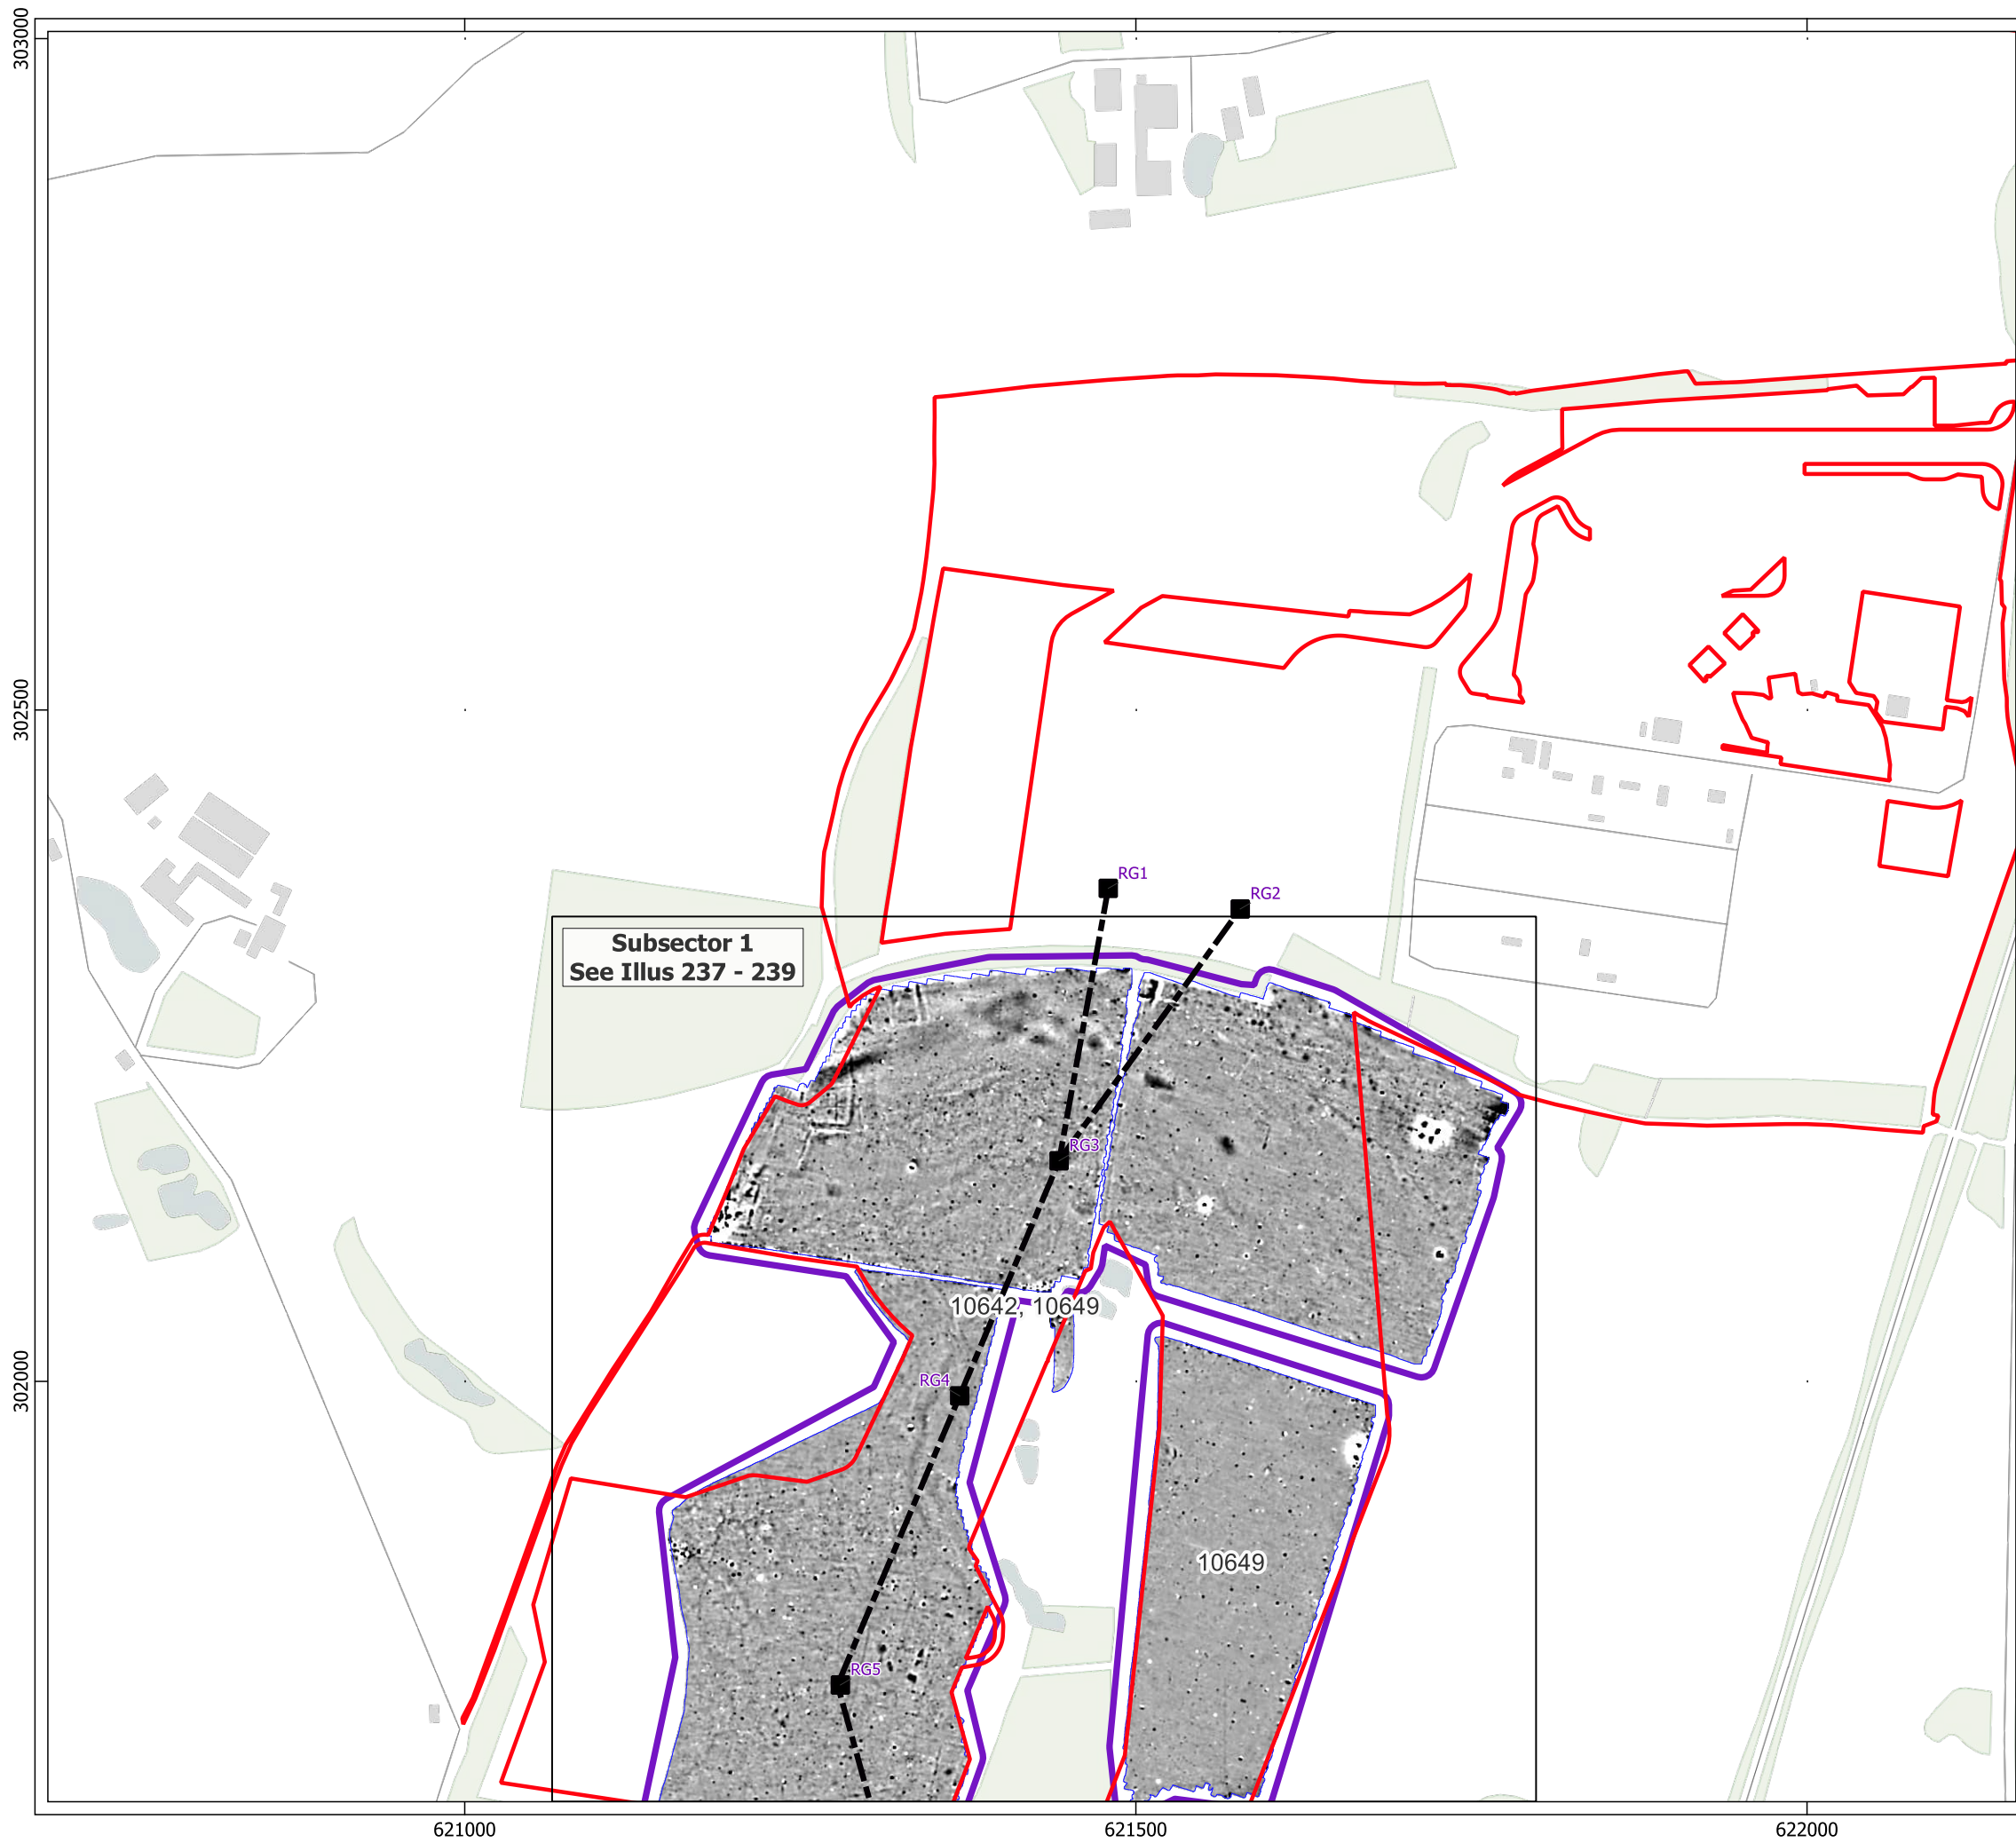 303000
302500
RG1
RG2
Subsector 1
See Illus 237 - 239
RG3
10642, 10649
302000
RG4
10649
RG5
621000
621500
622000